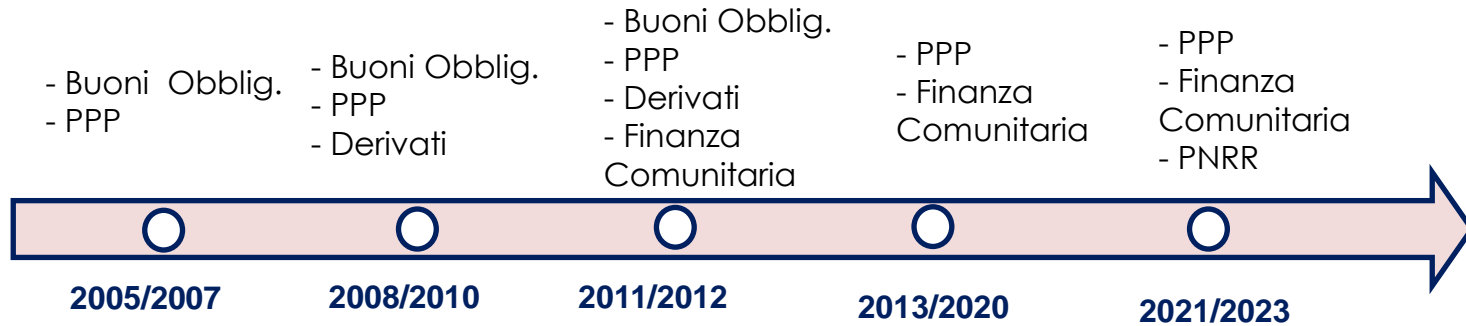 - Buoni Obblig.
- PPP
- Buoni Obblig.
- PPP
- Derivati
- Buoni Obblig.
- PPP
- Derivati
- Finanza
Comunitaria
- PPP
- Finanza
Comunitaria
- PPP
- Finanza
Comunitaria
- PNRR
2005/2007
2008/2010
2011/2012
2013/2020
2021/2023